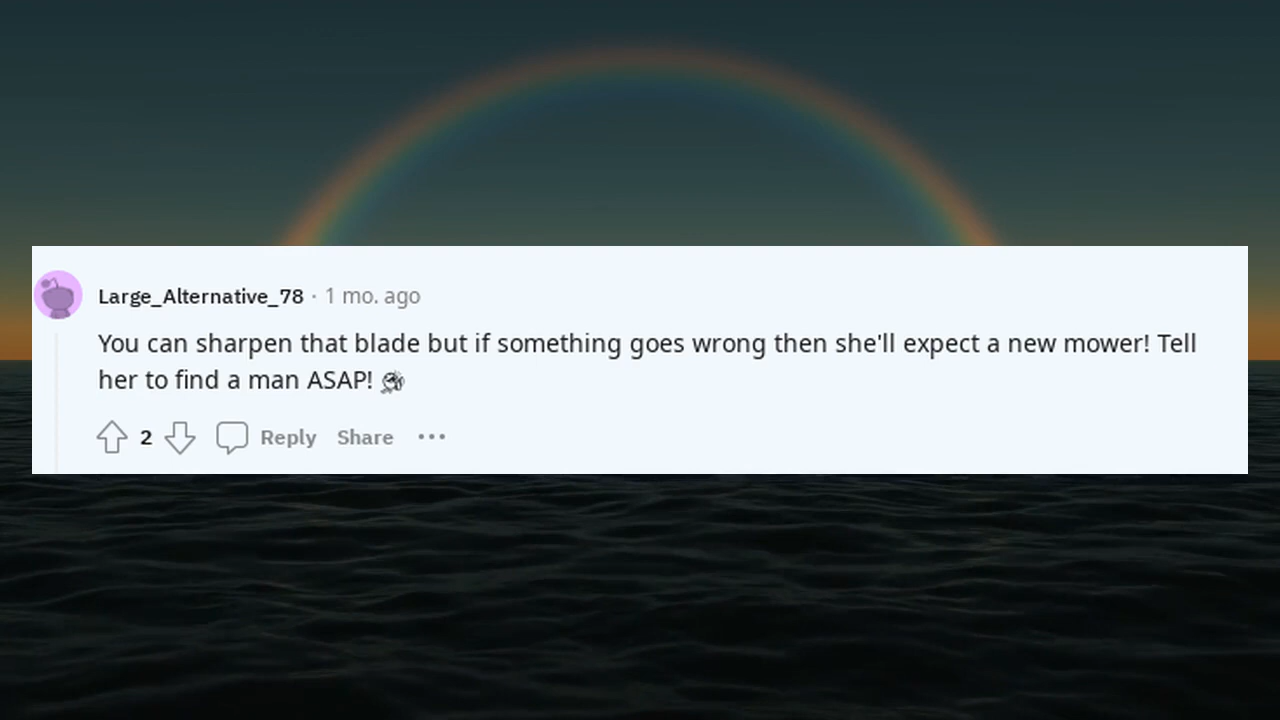 Large_Alternative_78 · 1 mo. ago
You can sharpen that blade but if something goes wrong then she'll expect a new mower! Tell
her to find a man ASAP!
2 Reply Share ...